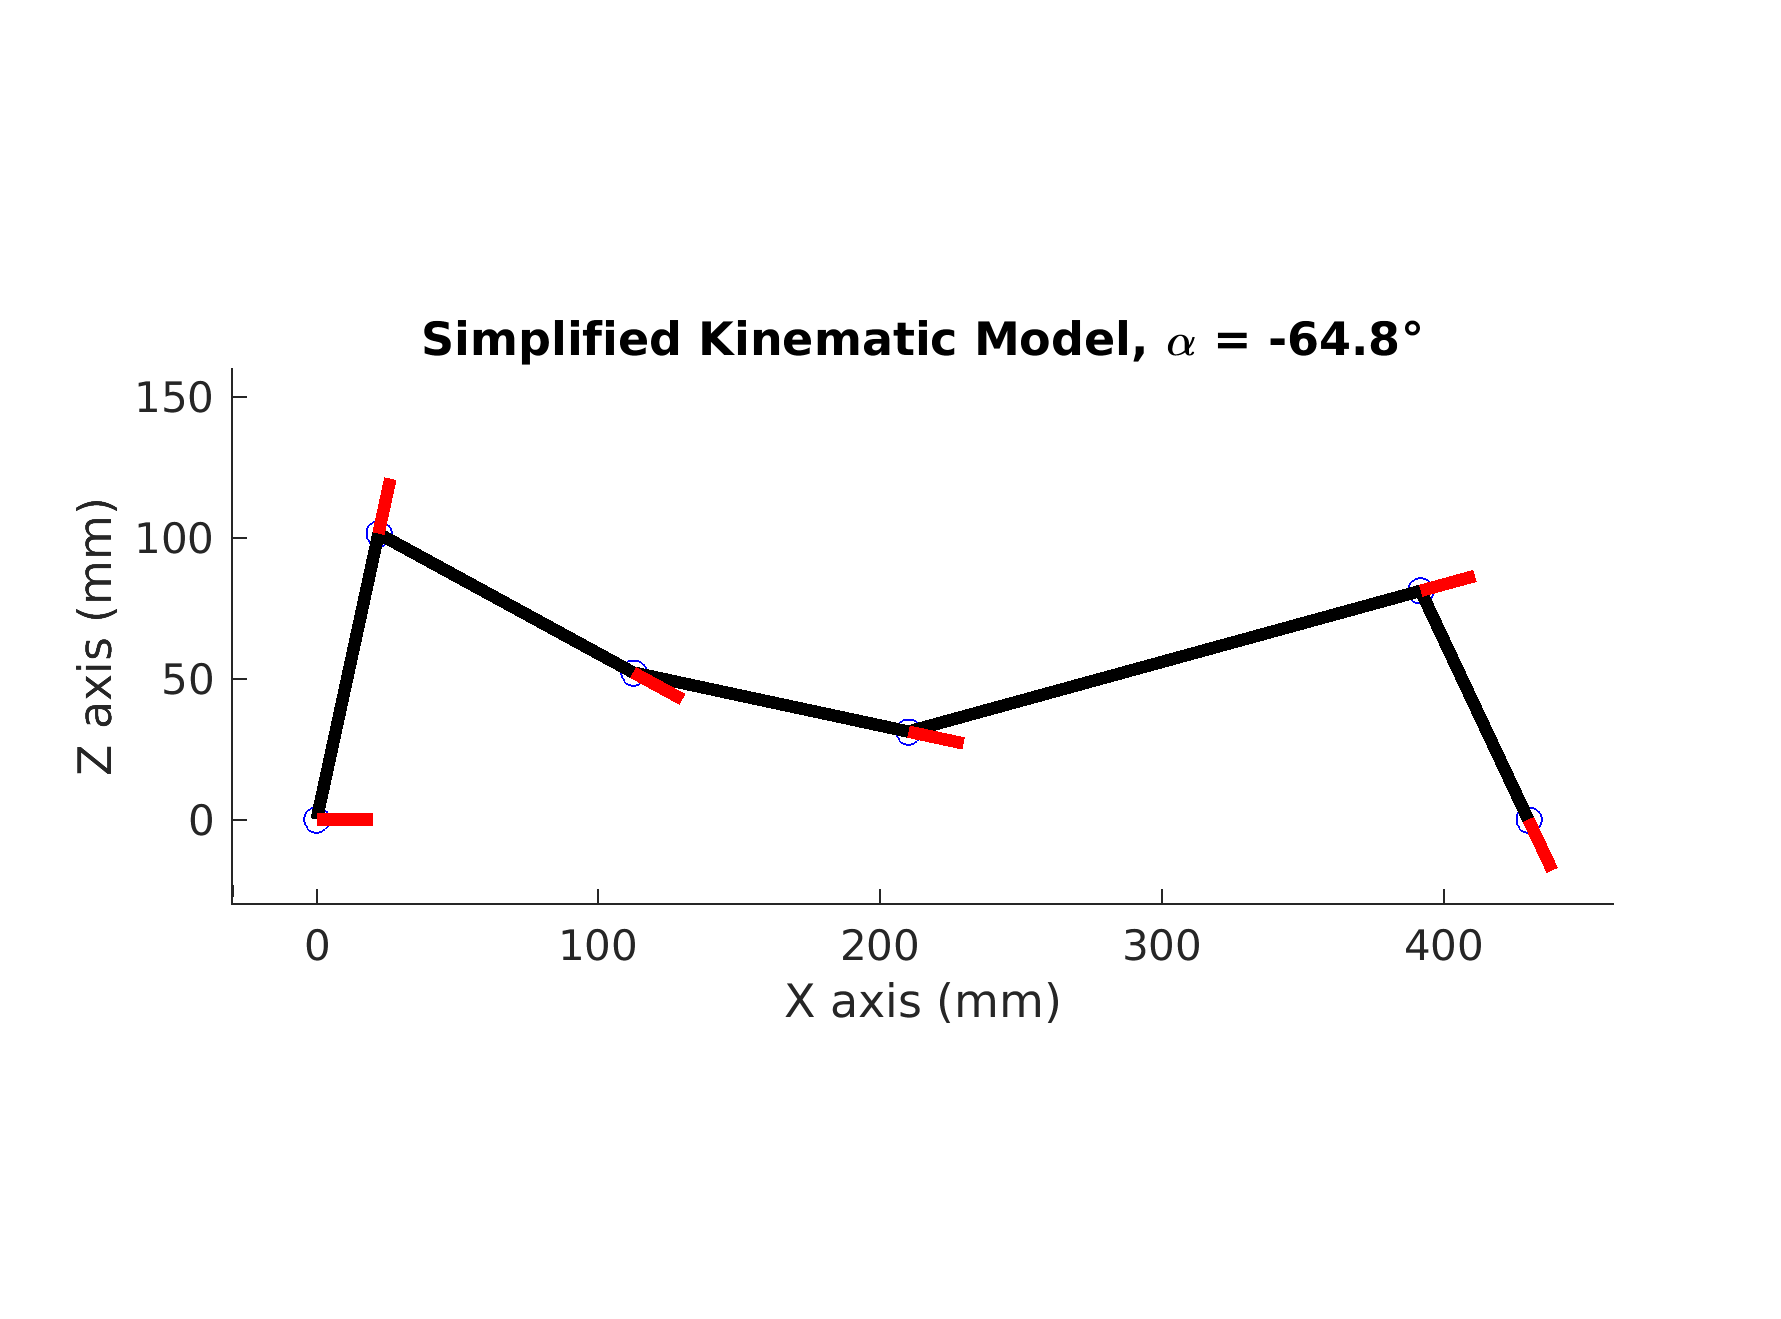 Simplified Kinematic Model, α = -64.8°
150
100
50
0
Z axis (mm)
0 100 200 300 400
X axis (mm)